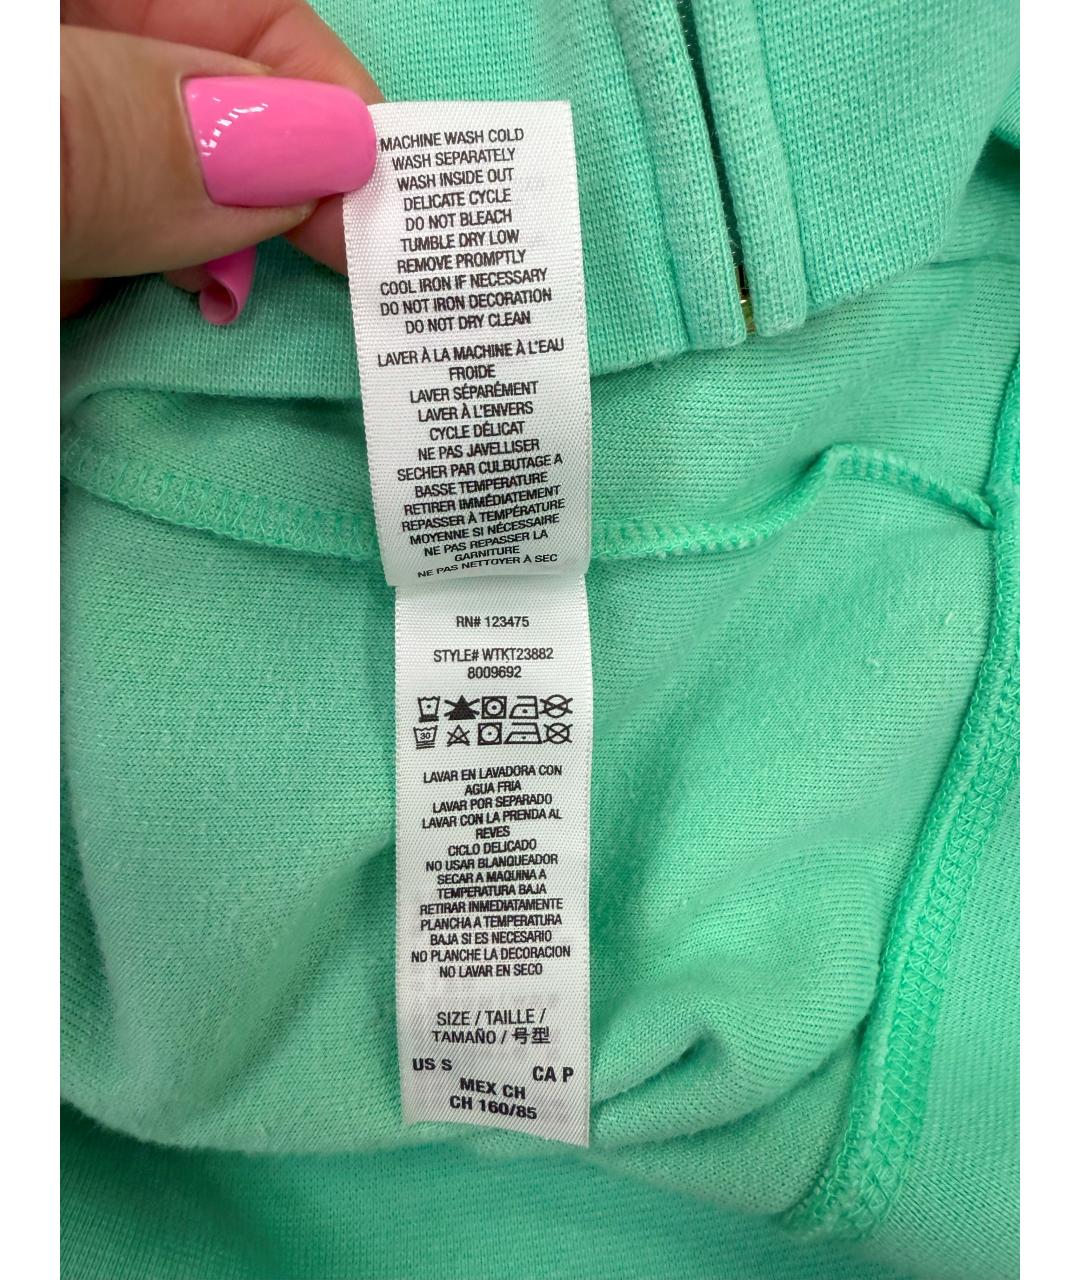 MACHINE WASH COLD
WASH SEPARATELY
WASH INSIDE OUT
DELICATE CYCLE
DO NOT BLEACH
TUMBLE DRY LOW
REMOVE PROMPTLY
COOL IRON IF NECESSARY
DO NOT IRON DECORATION
DO NOT DRY CLEAN
LAVER À LA MACHINE À L'EAU
FROIDE
LAVER SÉPARÉMENT
LAVER À L'ENVERS
CYCLE DÉLICAT
NE PAS JAVELLISER
SECHER PAR CULBUTAGE A
BASSE TEMPERATURE
RETIRER IMMÉDIATEMENT
REPASSER À TEMPÉRATURE
MOYENNE SI NÉCESSAIRE
NE PAS REPASSER LA
GARNITURE
NE PAS NETTOYER À SEC
RN# 123475
STYLE# WTKT23882
8009692
30
LAVAR EN LAVADORA CON
AGUA FRIA
LAVAR POR SEPARADO
LAVAR CON LA PRENDA AL
REVES
CICLO DELICADO
NO USAR BLANQUEADOR
SECAR A MAQUINA A
TEMPERATURA BAJA
RETIRAR INMEDIATAMENTE
PLANCHA A TEMPERATURA
BAJA SI ES NECESARIO
NO PLANCHE LA DECORACION
NO LAVAR EN SECO
SIZE / TAILLE /
TAMAÑO / 号型
US S CA P
MEX CH
CH 160/85